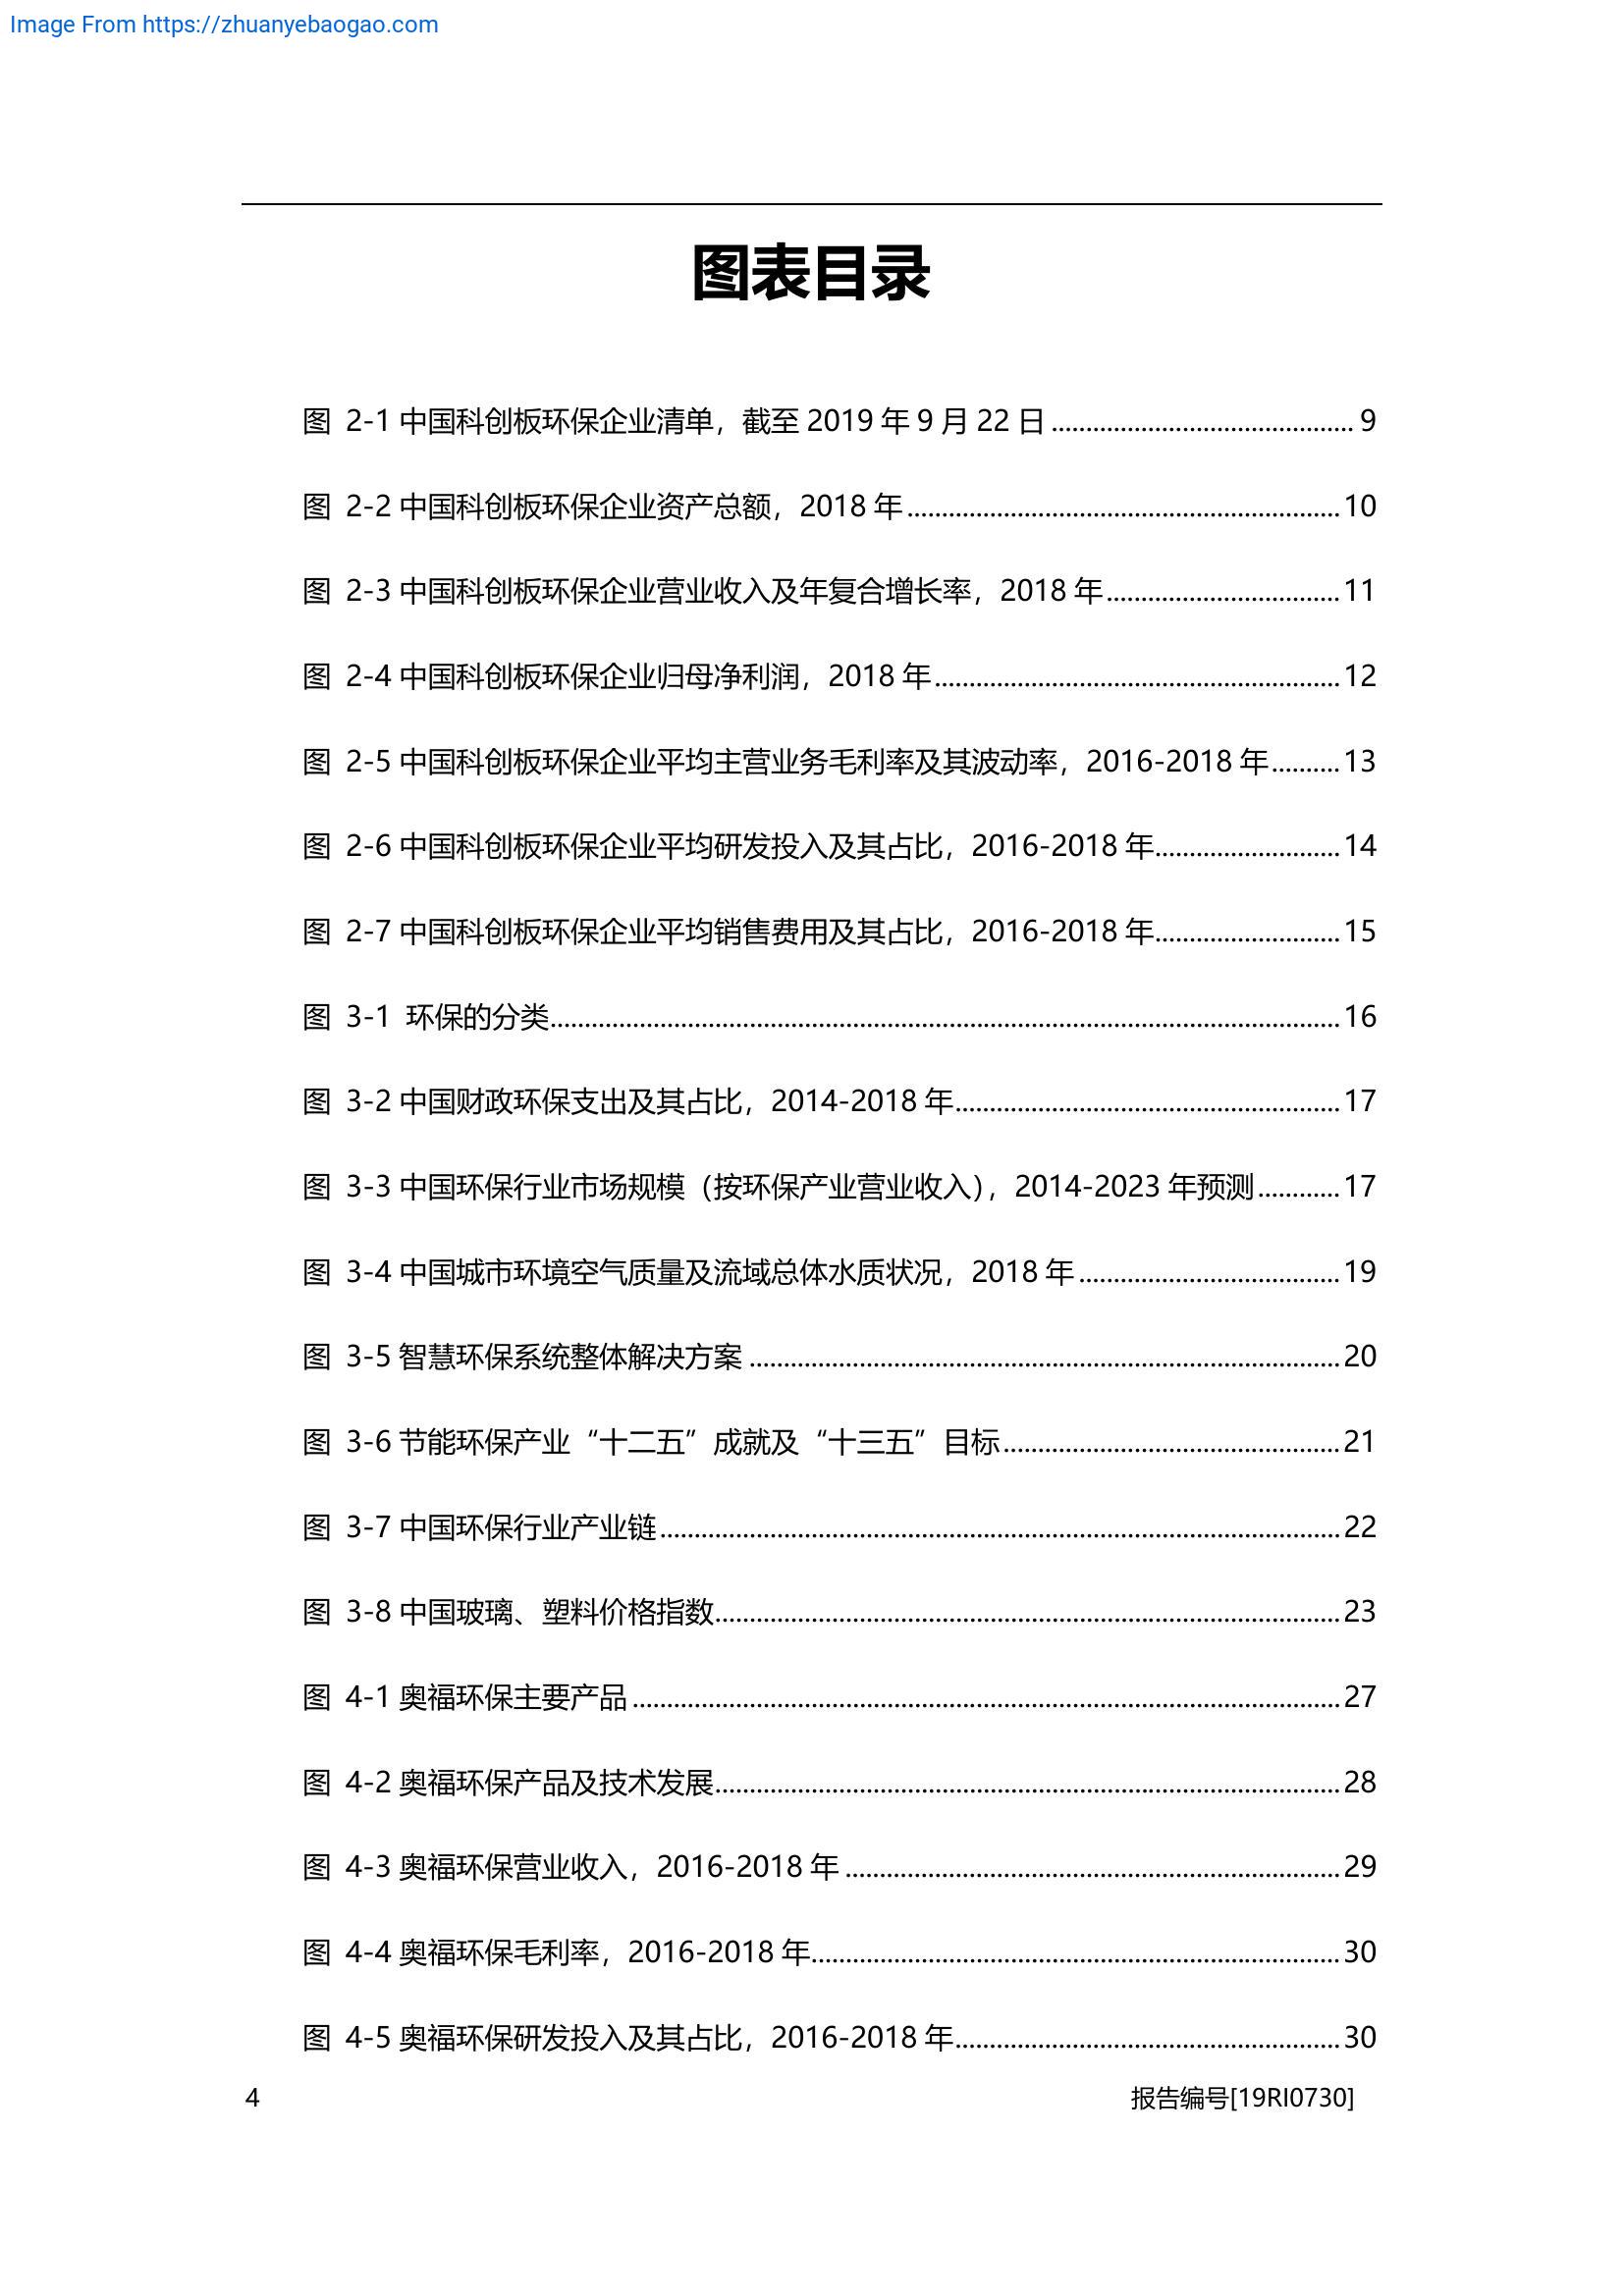 Image From https://zhuanyebaogao.com
图表目录
图 2-1 中国科创板环保企业清单，截至 2019 年 9 月 22 日 ............................................ 9
图 2-2 中国科创板环保企业资产总额，2018 年 ............................................................... 10
图 2-3 中国科创板环保企业营业收入及年复合增长率，2018 年 .................................. 11
图 2-4 中国科创板环保企业归母净利润，2018 年 ........................................................... 12
图 2-5 中国科创板环保企业平均主营业务毛利率及其波动率，2016-2018 年 .......... 13
图 2-6 中国科创板环保企业平均研发投入及其占比，2016-2018 年 ........................... 14
图 2-7 中国科创板环保企业平均销售费用及其占比，2016-2018 年 ........................... 15
图 3-1 环保的分类 .................................................................................................................. 16
图 3-2 中国财政环保支出及其占比，2014-2018 年 ........................................................ 17
图 3-3 中国环保行业市场规模（按环保产业营业收入），2014-2023 年预测 ............ 17
图 3-4 中国城市环境空气质量及流域总体水质状况，2018 年 ...................................... 19
图 3-5 智慧环保系统整体解决方案 ...................................................................................... 20
图 3-6 节能环保产业“十二五”成就及“十三五”目标 ................................................. 21
图 3-7 中国环保行业产业链 ................................................................................................... 22
图 3-8 中国玻璃、塑料价格指数 ........................................................................................... 23
图 4-1 奥福环保主要产品 ....................................................................................................... 27
图 4-2 奥福环保产品及技术发展 ........................................................................................... 28
图 4-3 奥福环保营业收入，2016-2018 年 ........................................................................ 29
图 4-4 奥福环保毛利率，2016-2018 年 ............................................................................. 30
图 4-5 奥福环保研发投入及其占比，2016-2018 年 ........................................................ 30
4 报告编号[19RI0730]